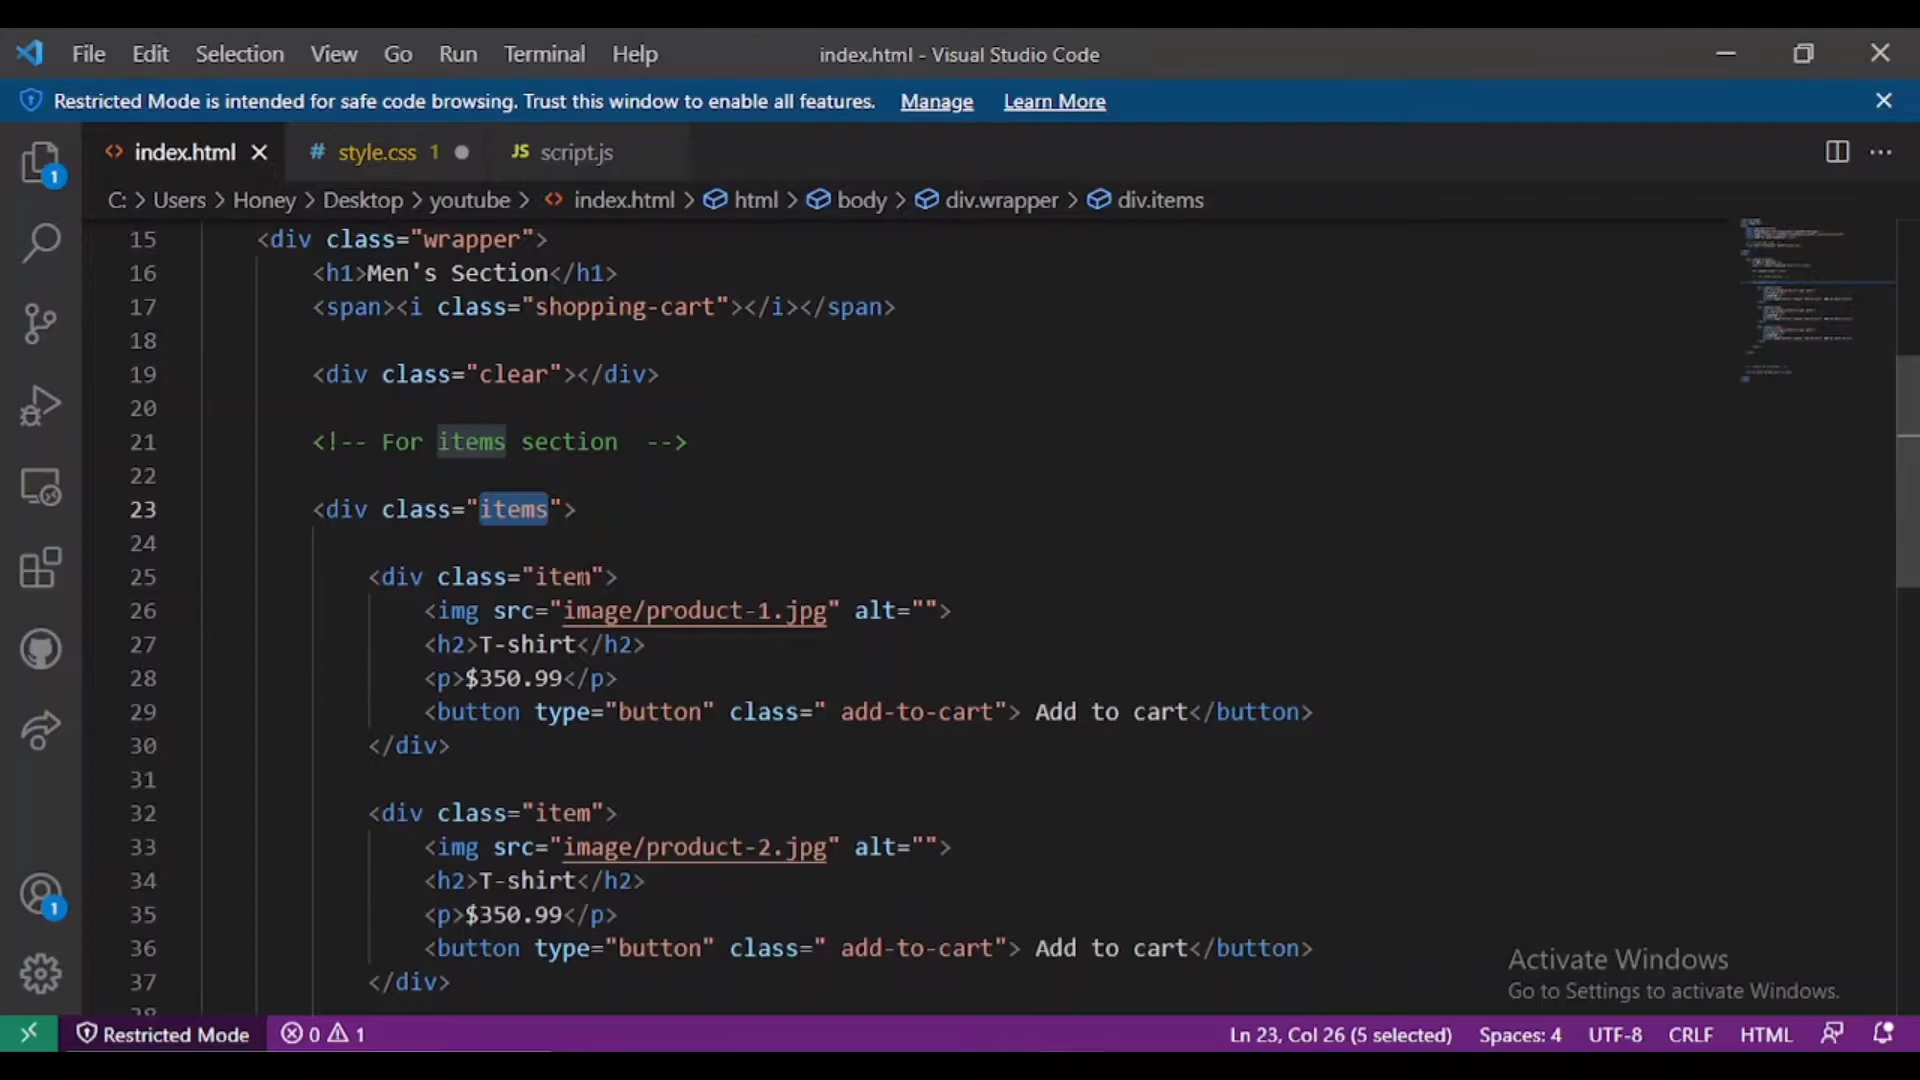 File Edit Selection View Go Run Terminal Help index.html - Visual Studio Code
Restricted Mode is intended for safe code browsing. Trust this window to enable all features. Manage Learn More
1
index.html style.css 1 JS script.js
C: > Users > Honey > Desktop > youtube > index.html > html > body > div.wrapper > div.items
15 <div class="wrapper">
16 <h1>Men's Section</h1>
17 <span><i class="shopping-cart"></i></span>
18
19 <div class="clear"></div>
20
21 <!-- For items section  -->
22
23 <div class="items">
24
25 <div class="item">
26 <img src="image/product-1.jpg" alt="">
27 <h2>T-shirt</h2>
28 <p>$350.99</p>
29 <button type="button" class=" add-to-cart"> Add to cart</button>
30 </div>
31
32 <div class="item">
33 <img src="image/product-2.jpg" alt="">
34 <h2>T-shirt</h2>
35 <p>$350.99</p>
36 <button type="button" class=" add-to-cart"> Add to cart</button>
37 </div>
1
Activate Windows
Go to Settings to activate Windows.
Restricted Mode 0 1 Ln 23, Col 26 (5 selected) Spaces: 4 UTF-8 CRLF HTML